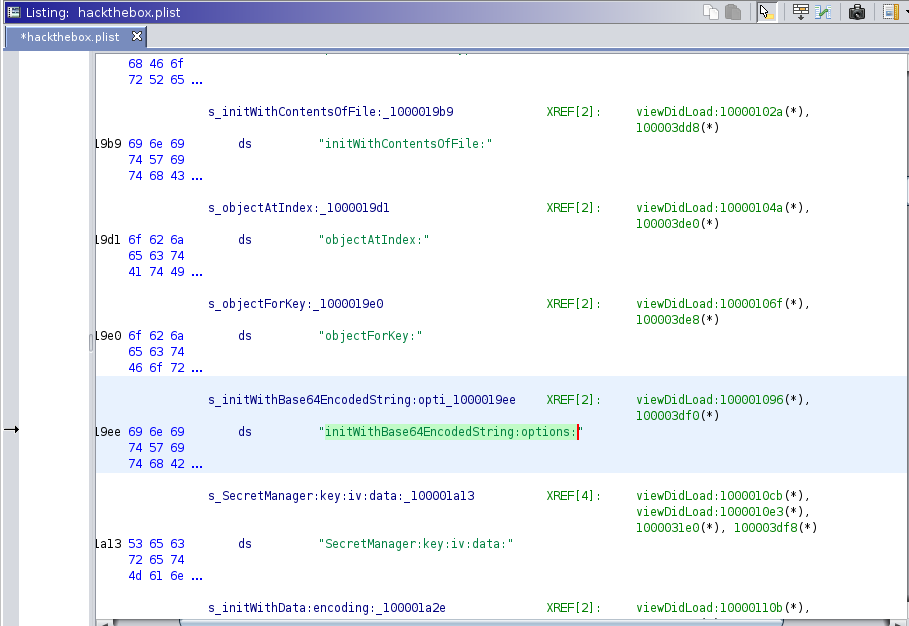 Listing: hackthebox.plist
*hackthebox.plist
68 46 6f
72 52 65 ...
s_initWithContentsOfFile:_1000019b9 XREF[2]: viewDidLoad:10000102a(*),
100003dd8(*)
19b9 69 6e 69 ds "initWithContentsOfFile:"
74 57 69
74 68 43 ...
s_objectAtIndex:_1000019d1 XREF[2]: viewDidLoad:10000104a(*),
100003de0(*)
19d1 6f 62 6a ds "objectAtIndex:"
65 63 74
41 74 49 ...
s_objectForKey:_1000019e0 XREF[2]: viewDidLoad:10000106f(*),
100003de8(*)
19e0 6f 62 6a ds "objectForKey:"
65 63 74
46 6f 72 ...
s_initWithBase64EncodedString:opti_1000019ee XREF[2]: viewDidLoad:100001096(*),
100003df0(*)
19ee 69 6e 69 ds "initWithBase64EncodedString:options:"
74 57 69
74 68 42 ...
s_SecretManager:key:iv:data:_100001a13 XREF[4]: viewDidLoad:1000010cb(*),
viewDidLoad:1000010e3(*),
1000031e0(*), 100003df8(*)
1a13 53 65 63 ds "SecretManager:key:iv:data:"
72 65 74
4d 61 6e ...
s_initWithData:encoding:_100001a2e XREF[2]: viewDidLoad:10000110b(*),